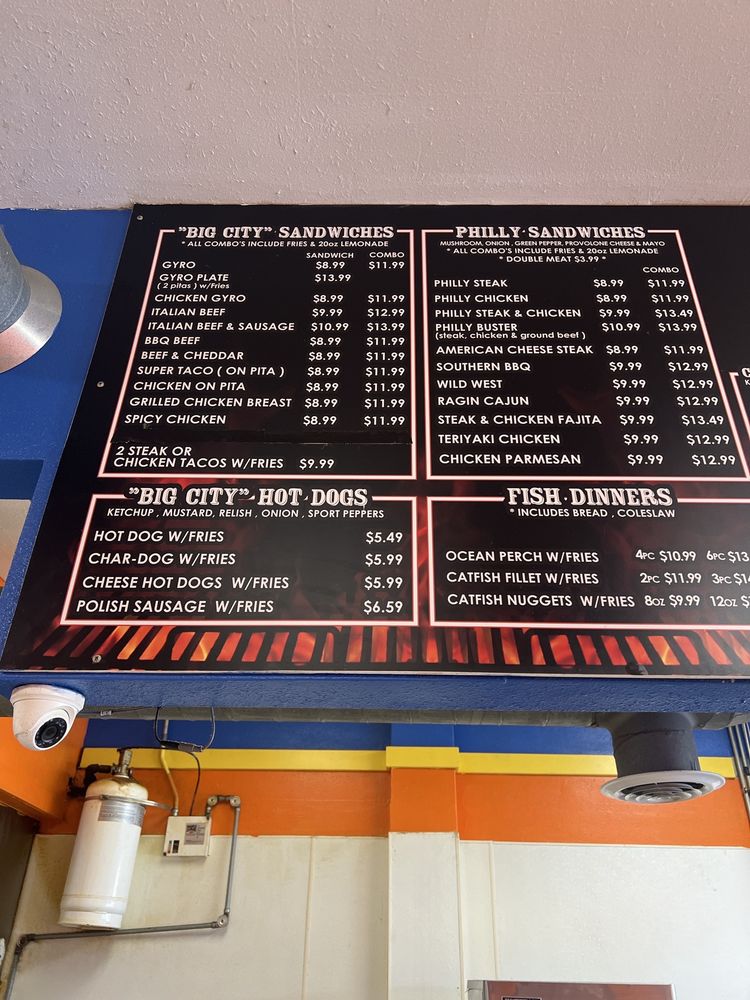 "BIG CITY" SANDWICHES
* ALL COMBO'S INCLUDE FRIES & 20oz LEMONADE
SANDWICH COMBO
GYRO $8.99 $11.99
GYRO PLATE $13.99
( 2 pitas ) w/Fries
CHICKEN GYRO $8.99 $11.99
ITALIAN BEEF $9.99 $12.99
ITALIAN BEEF & SAUSAGE $10.99 $13.99
BBQ BEEF $8.99 $11.99
BEEF & CHEDDAR $8.99 $11.99
SUPER TACO ( ON PITA ) $8.99 $11.99
CHICKEN ON PITA $8.99 $11.99
GRILLED CHICKEN BREAST $8.99 $11.99
SPICY CHICKEN $8.99 $11.99
2 STEAK OR
CHICKEN TACOS W/FRIES $9.99
PHILLY SANDWICHES
MUSHROOM, ONION , GREEN PEPPER, PROVOLONE CHEESE & MAYO
* ALL COMBO'S INCLUDE FRIES & 20oz LEMONADE
* DOUBLE MEAT $3.99 *
COMBO
PHILLY STEAK $8.99 $11.99
PHILLY CHICKEN $8.99 $11.99
PHILLY STEAK & CHICKEN $9.99 $13.49
PHILLY BUSTER $10.99 $13.99
(steak, chicken & ground beef )
AMERICAN CHEESE STEAK $8.99 $11.99
SOUTHERN BBQ $9.99 $12.99
WILD WEST $9.99 $12.99
RAGIN CAJUN $9.99 $12.99
STEAK & CHICKEN FAJITA $9.99 $13.49
TERIYAKI CHICKEN $9.99 $12.99
CHICKEN PARMESAN $9.99 $12.99
"BIG CITY" HOT DOGS
KETCHUP , MUSTARD, RELISH , ONION , SPORT PEPPERS
HOT DOG W/FRIES $5.49
CHAR-DOG W/FRIES $5.99
CHEESE HOT DOGS W/FRIES $5.99
POLISH SAUSAGE W/FRIES $6.59
FISH DINNERS
* INCLUDES BREAD , COLESLAW
OCEAN PERCH W/FRIES 4PC $10.99 6PC $13
CATFISH FILLET W/FRIES 2PC $11.99 3PC
CATFISH NUGGETS W/FRIES 8OZ $9.99 12OZ